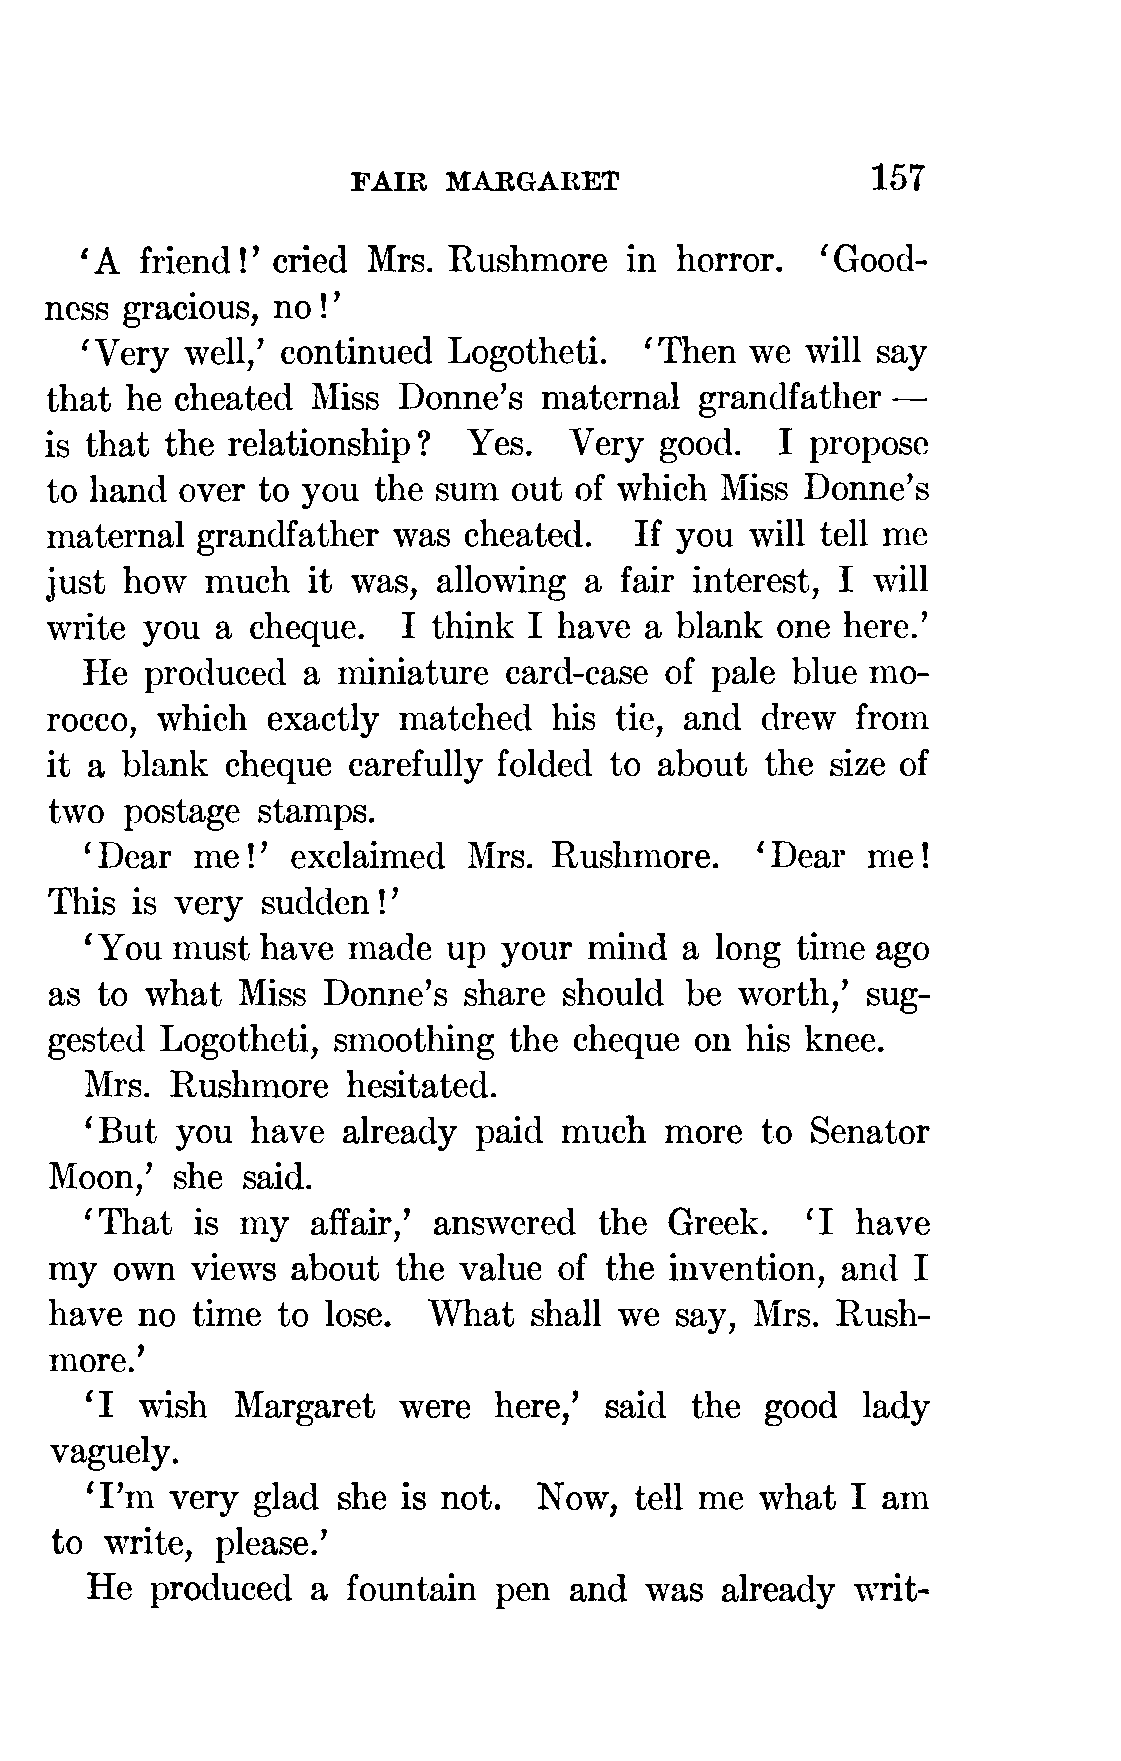 FAIR MARGARET 157
‘A friend!’ cried Mrs. Rushmore in horror. ‘Good-
ness gracious, no!’
‘Very well,’ continued Logotheti. ‘Then we will say
that he cheated Miss Donne’s maternal grandfather —
is that the relationship? Yes. Very good. I propose
to hand over to you the sum out of which Miss Donne’s
maternal grandfather was cheated. If you will tell me
just how much it was, allowing a fair interest, I will
write you a cheque. I think I have a blank one here.’
He produced a miniature card-case of pale blue mo-
rocco, which exactly matched his tie, and drew from
it a blank cheque carefully folded to about the size of
two postage stamps.
‘Dear me!’ exclaimed Mrs. Rushmore. ‘Dear me!
This is very sudden!’
‘You must have made up your mind a long time ago
as to what Miss Donne’s share should be worth,’ sug-
gested Logotheti, smoothing the cheque on his knee.
Mrs. Rushmore hesitated.
‘But you have already paid much more to Senator
Moon,’ she said.
‘That is my affair,’ answered the Greek. ‘I have
my own views about the value of the invention, and I
have no time to lose. What shall we say, Mrs. Rush-
more.’
‘I wish Margaret were here,’ said the good lady
vaguely.
‘I’m very glad she is not. Now, tell me what I am
to write, please.’
He produced a fountain pen and was already writ-